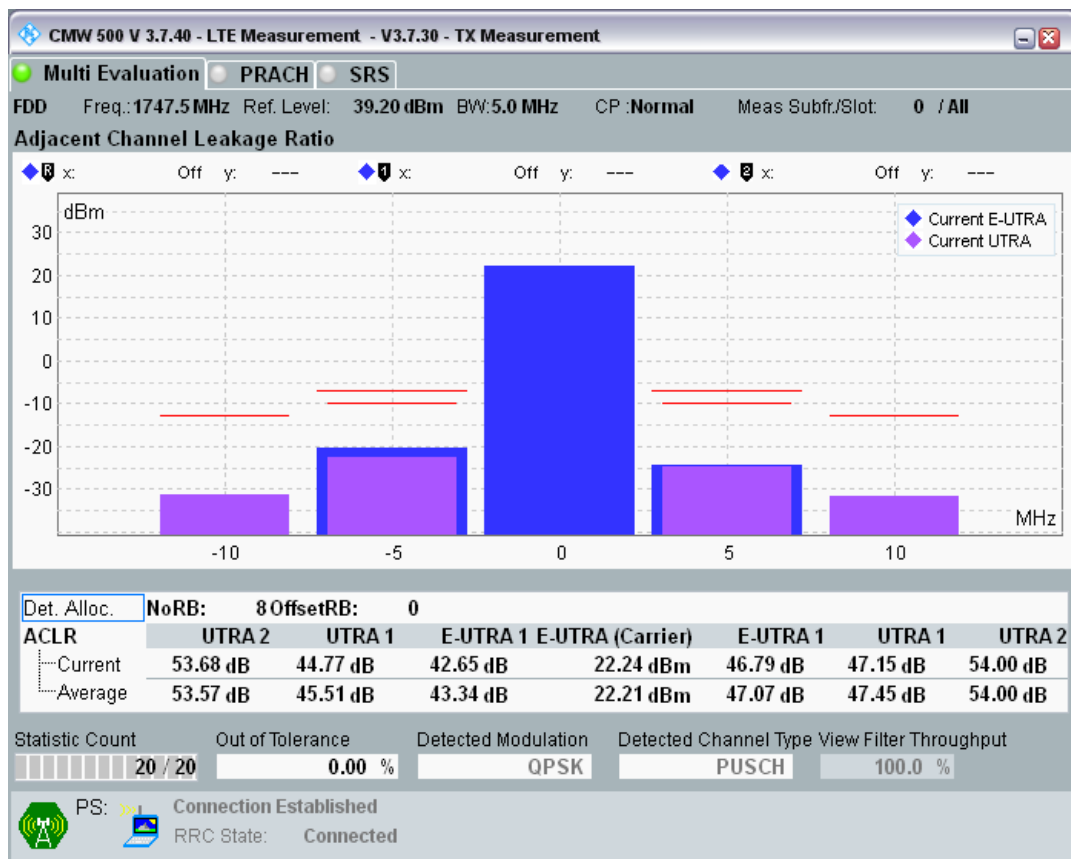 CMW 500 V 3.7.40 - LTE Measurement - V3.7.30 - TX Measurement
Multi Evaluation PRACH SRS
FDD Freq.:1747.5 MHz Ref. Level: 39.20 dBm BW:5.0 MHz CP :Normal Meas Subfr./Slot: 0 / All
Adjacent Channel Leakage Ratio
R x: Off y: --- 1 x: Off y: --- 2 x: Off y: ---
dBm
Current E-UTRA
Current UTRA
30
20
10
0
-10
-20
-30
MHz
-10 -5 0 5 10
Det. Alloc. NoRB: 8 OffsetRB: 0
ACLR UTRA 2 UTRA 1 E-UTRA 1 E-UTRA (Carrier) E-UTRA 1 UTRA 1 UTRA 2
Current 53.68 dB 44.77 dB 42.65 dB 22.24 dBm 46.79 dB 47.15 dB 54.00 dB
Average 53.57 dB 45.51 dB 43.34 dB 22.21 dBm 47.07 dB 47.45 dB 54.00 dB
Statistic Count Out of Tolerance Detected Modulation Detected Channel Type View Filter Throughput
20 / 20 0.00 % QPSK PUSCH 100.0 %
PS: Connection Established
RRC State: Connected